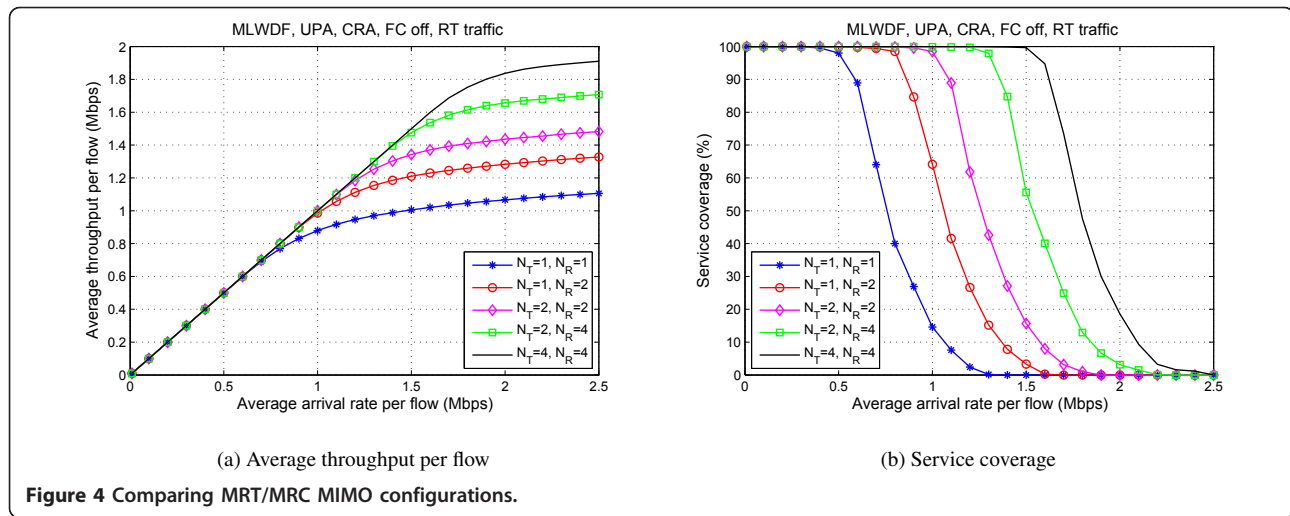 MLWDF, UPA, CRA, FC off, RT traffic
Average throughput per flow (Mbps)
2
1.8
1.6
1.4
1.2
1
0.8
0.6
0.4
0.2
0
0 0.5 1 1.5 2 2.5
Average arrival rate per flow (Mbps)
N_T=1, N_R=1
N_T=1, N_R=2
N_T=2, N_R=2
N_T=2, N_R=4
N_T=4, N_R=4
(a) Average throughput per flow
MLWDF, UPA, CRA, FC off, RT traffic
Service coverage (%)
100
90
80
70
60
50
40
30
20
10
0
0 0.5 1 1.5 2 2.5
Average arrival rate per flow (Mbps)
N_T=1, N_R=1
N_T=1, N_R=2
N_T=2, N_R=2
N_T=2, N_R=4
N_T=4, N_R=4
(b) Service coverage
Figure 4 Comparing MRT/MRC MIMO configurations.